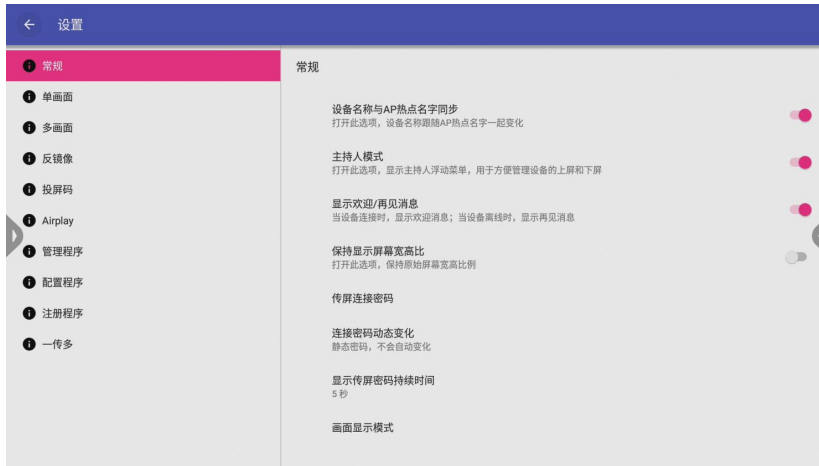 设置
常规
单画面
多画面
反镜像
投屏码
Airplay
管理程序
配置程序
注册程序
一传多
常规
设备名称与AP热点名字同步
打开此选项，设备名称跟随AP热点名字一起变化
主持人模式
打开此选项，显示主持人浮动菜单，用于方便管理设备的上屏和下屏
显示欢迎/再见消息
当设备连接时，显示欢迎消息；当设备离线时，显示再见消息
保持显示屏幕宽高比
打开此选项，保持原始屏幕宽高比例
传屏连接密码
连接密码动态变化
静态密码，不会自动变化
显示传屏密码持续时间
5 秒
画面显示模式